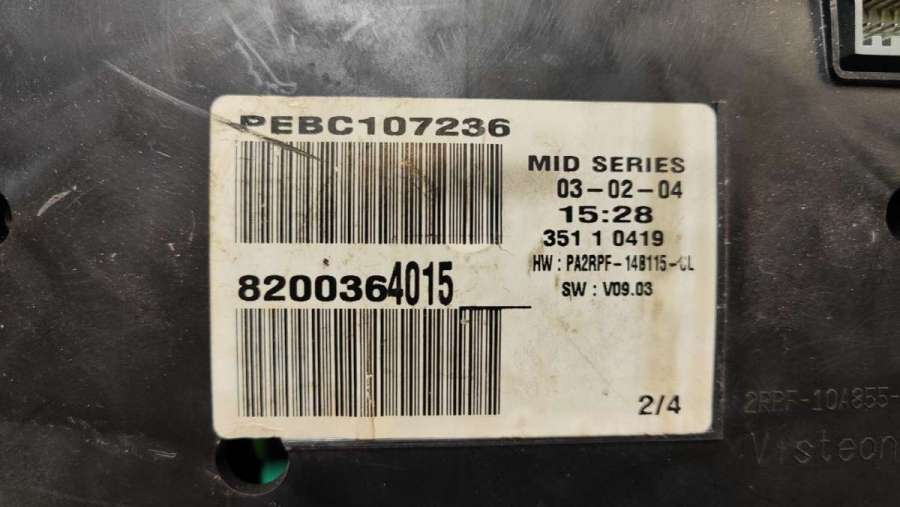 PEBC107236
MID SERIES
03-02-04
15:28
351 1 0419
HW : PA2RPF-14B115-CL
8200364015
SW : V09.03
2/4
2RPF-10A855-
Visteon